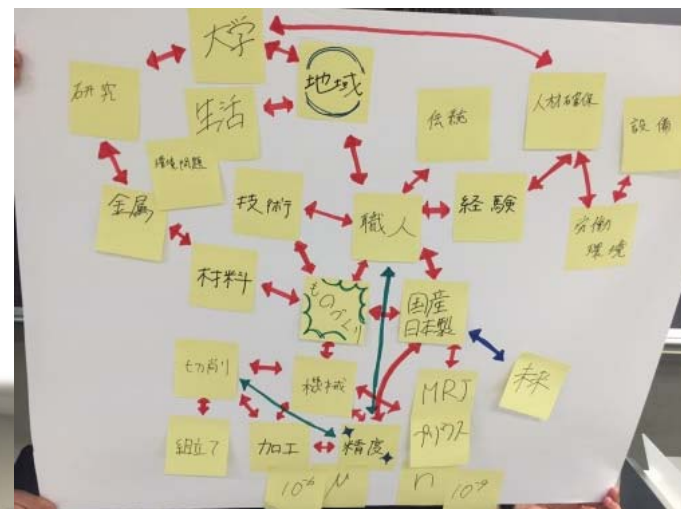 大学
地域
研究
生活
伝統
人材確保
設備
環境問題
金属
技術
職人
経験
労働
環境
材料
もの
づくり
国産
日本製
切削り
機械
MRJ
未来
組立て
加工
精度
プリウス
10⁻⁶
μ
n
10⁻⁹